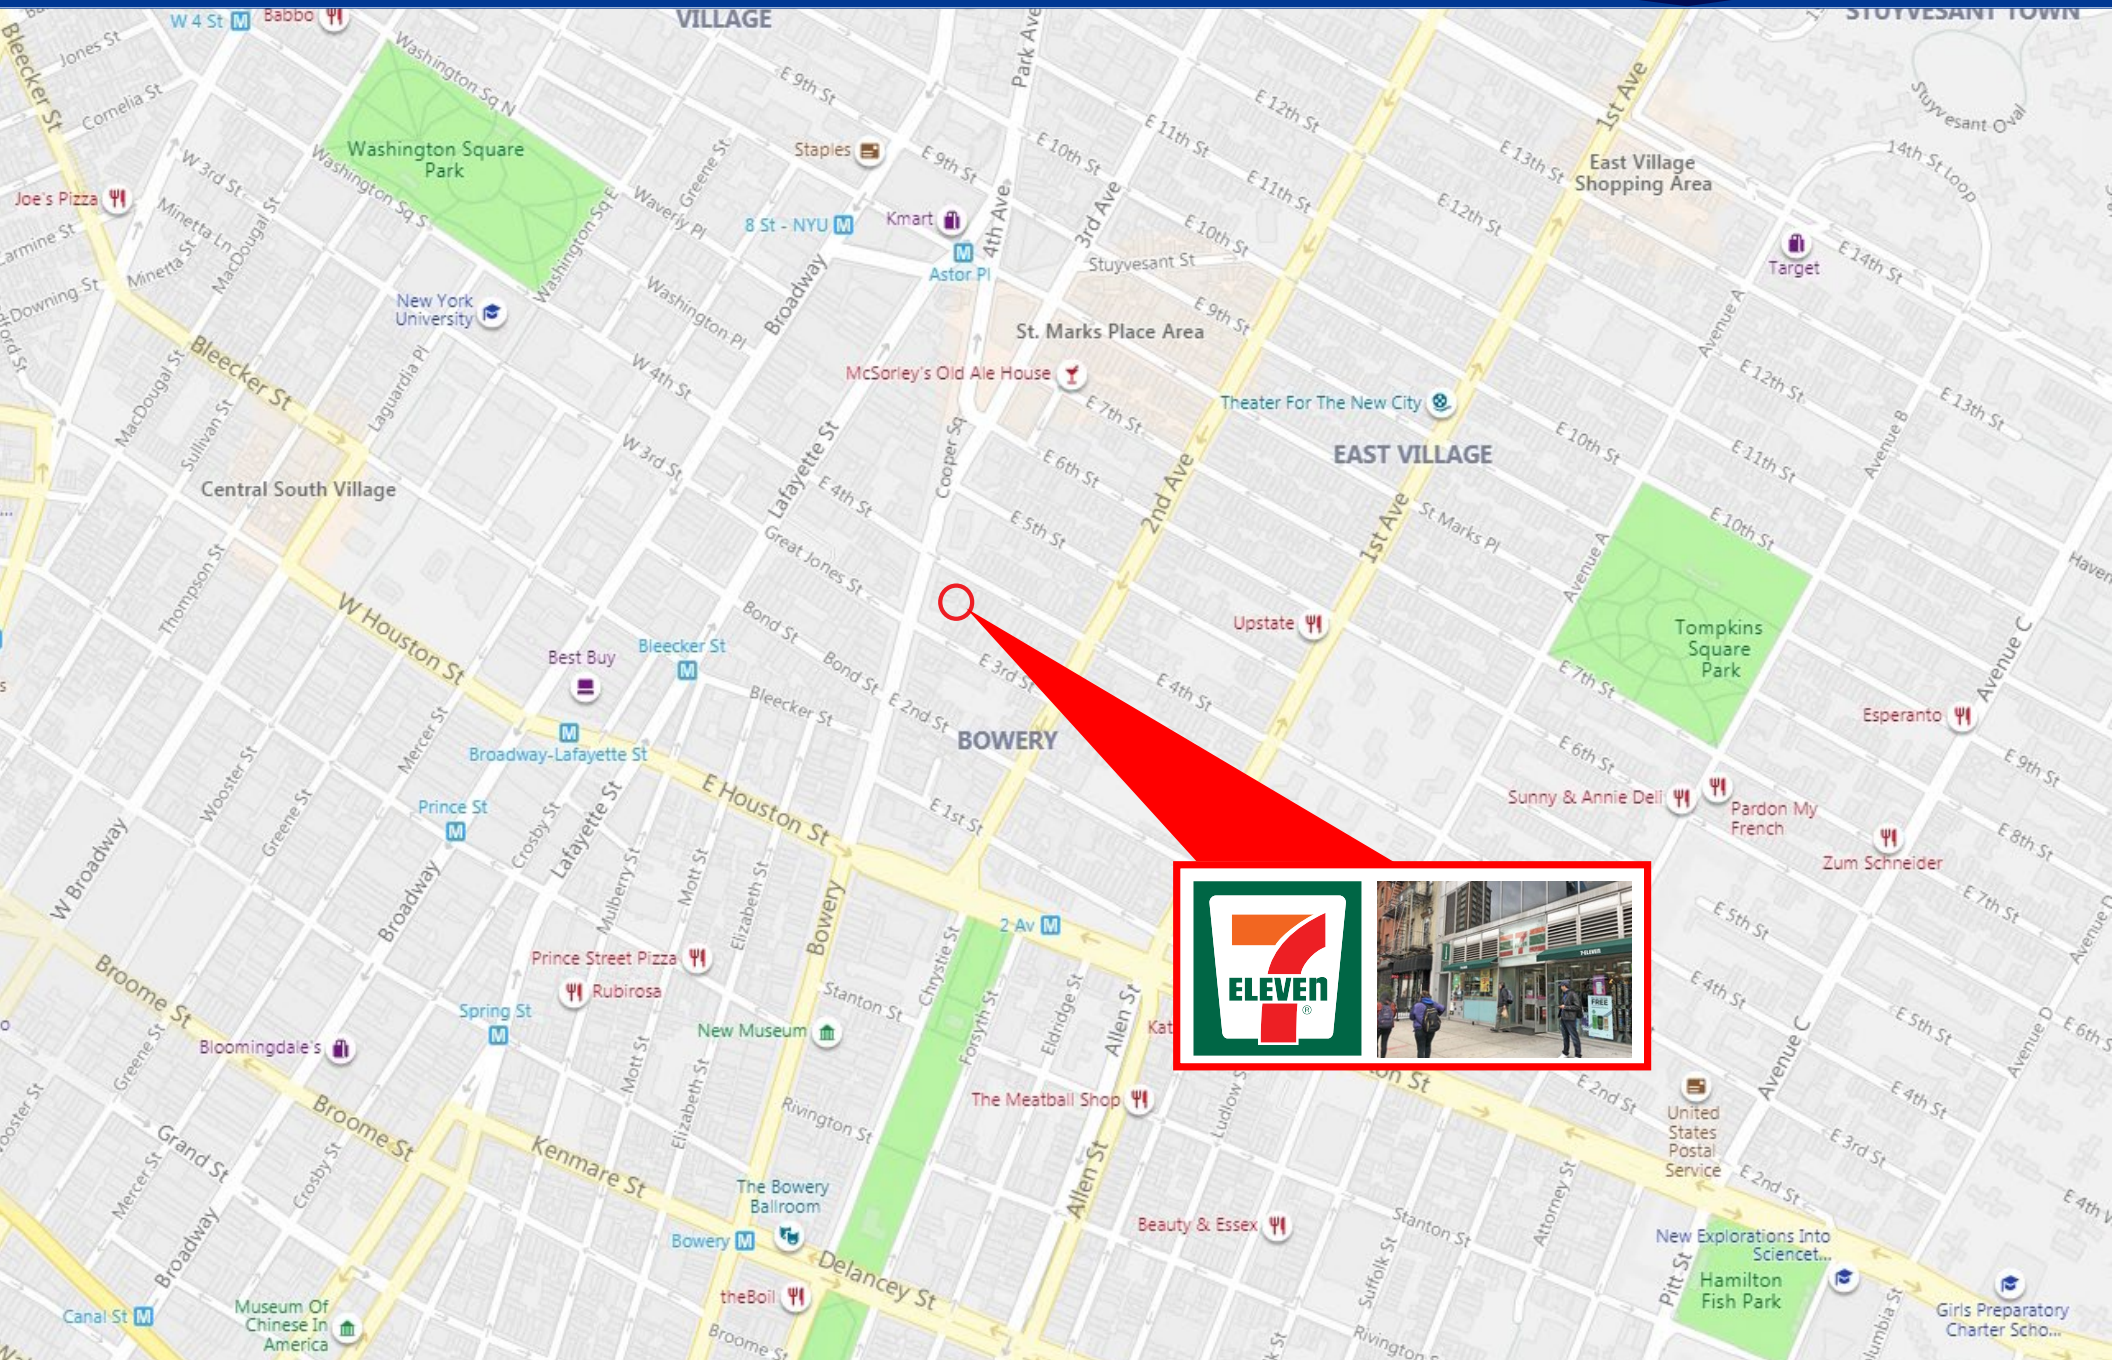 W 4 St
M
Babbo
VILLAGE
Park Ave
STUYVESANT TOWN
Bleecker St
Jones St
Cornelia St
Washington Sq N
E 9th St
E 12th St
1st Ave
Stuyvesant Oval
Washington Square
Park
Staples
E 9th St
E 10th St
E 11th St
E 13th St
East Village
Shopping Area
14th St Loop
W 3rd St
Washington Sq S
Greene St
Waverly Pl
Joe's Pizza
Minetta Ln
MacDougal St
Washington Sq E
8 St - NYU
M
Kmart
4th Ave
3rd Ave
E 11th St
E 12th St
E 10th St
Minetta St
M
Astor Pl
Stuyvesant St
Target
E 14th St
Downing St
New York
University
Washington Pl
Broadway
E 9th St
Avenue A
St. Marks Place Area
Bleecker St
MacDougal St
Laguardia Pl
W 4th St
McSorley's Old Ale House
E 7th St
Theater For The New City
E 12th St
E 13th St
Sullivan St
W 3rd St
Lafayette St
Cooper Sq
E 6th St
EAST VILLAGE
E 10th St
E 11th St
Avenue B
Central South Village
E 4th St
2nd Ave
1st Ave
St Marks Pl
E 10th St
Great Jones St
E 5th St
Avenue A
Thompson St
W Houston St
Bond St
Upstate
Tompkins
Square
Park
Avenue C
Best Buy
Bleecker St
M
Bond St
E 3rd St
E 4th St
E 7th St
Bleecker St
E 2nd St
BOWERY
Esperanto
Mercer St
M
Broadway-Lafayette St
E 6th St
E 9th St
Wooster St
Greene St
Prince St
M
Crosby St
Lafayette St
E Houston St
E 1st St
Sunny & Annie Deli
Pardon My
French
E 8th St
Zum Schneider
W Broadway
Broadway
Mulberry St
Mott St
Elizabeth St
Bowery
Chrystie St
2 Av
M
7
ELEVEn
®
7-ELEVEN
FREE
E 5th St
E 7th St
Avenue D
Broome St
Prince Street Pizza
Rubirosa
Stanton St
Forsyth St
Eldridge St
Allen St
E 4th St
Spring St
M
New Museum
Kat
E 5th St
E 6th S
Bloomingdale's
Greene St
Mott St
Elizabeth St
Avenue C
Avenue D
The Meatball Shop
Ludlow S
on St
E 2nd St
United
States
Postal
Service
E 4th St
Broome St
Rivington St
E 3rd St
Grand St
Mercer St
Crosby St
Kenmare St
The Bowery
Ballroom
Allen St
Beauty & Essex
Stanton St
Attorney St
E 2nd St
E 4th
Bowery
M
New Explorations Into
Sciencet...
Broadway
Delancey St
Suffolk St
Pitt St
Hamilton
Fish Park
theBoil
Girls Preparatory
Charter Scho...
Canal St
M
Museum Of
Chinese In
America
Broome St
Rivington